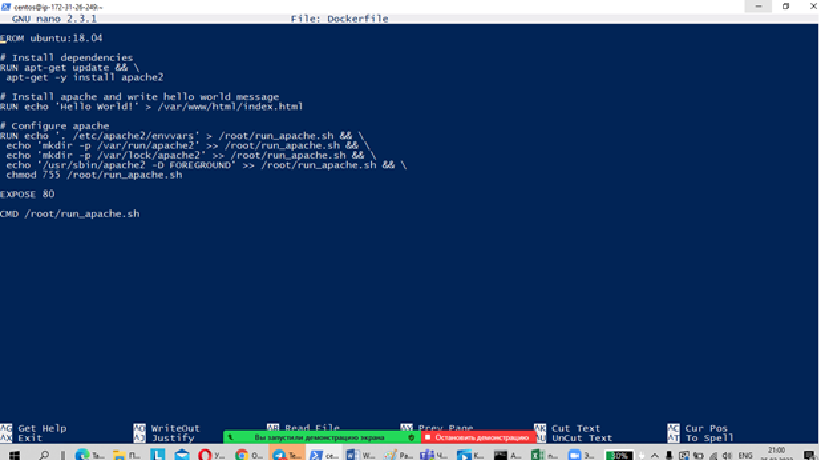 centos@ip-172-31-26-249:~
GNU nano 2.3.1 File: Dockerfile
FROM ubuntu:18.04
# Install dependencies
RUN apt-get update && \
apt-get -y install apache2
# Install apache and write hello world message
RUN echo 'Hello World!' > /var/www/html/index.html
# Configure apache
RUN echo '. /etc/apache2/envvars' > /root/run_apache.sh && \
echo 'mkdir -p /var/run/apache2' >> /root/run_apache.sh && \
echo 'mkdir -p /var/lock/apache2' >> /root/run_apache.sh && \
echo '/usr/sbin/apache2 -D FOREGROUND' >> /root/run_apache.sh && \
chmod 755 /root/run_apache.sh
EXPOSE 80
CMD /root/run_apache.sh
^G Get Help ^O WriteOut ^R Read File ^Y Prev Page ^K Cut Text ^C Cur Pos
^X Exit ^J Justify ^U UnCut Text ^T To Spell
Вы запустили демонстрацию экрана Остановить демонстрацию
30% ENG 21:00